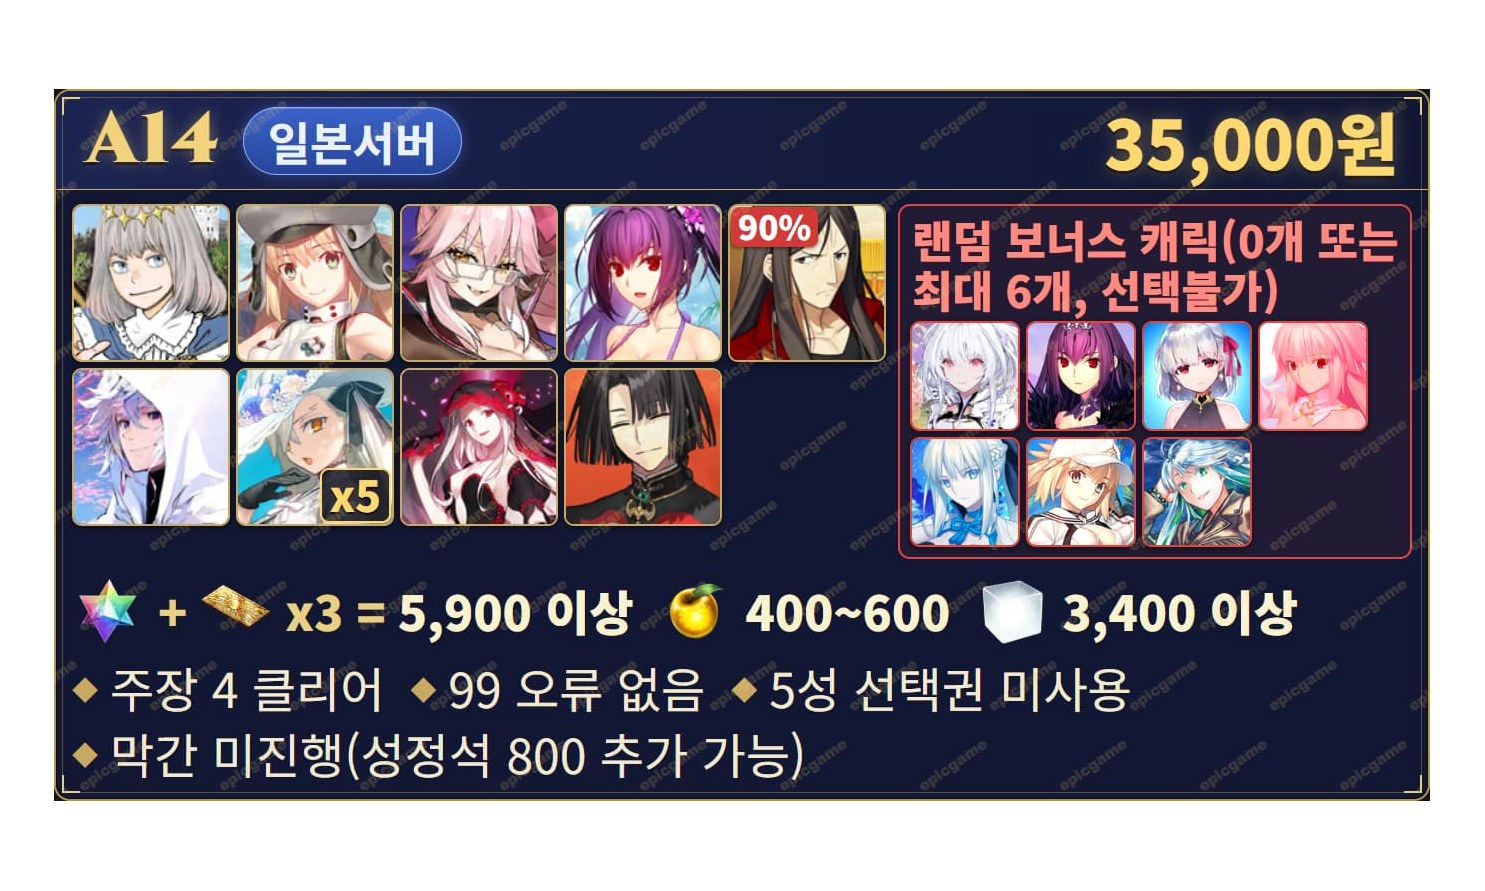 A14 일본서버 35,000원
90%
x5
랜덤 보너스 캐릭(0개 또는
최대 6개, 선택불가)
+ x3 = 5,900 이상 400~600 3,400 이상
◆ 주장 4 클리어 ◆ 99 오류 없음 ◆ 5성 선택권 미사용
◆ 막간 미진행(성정석 800 추가 가능)
epicgame